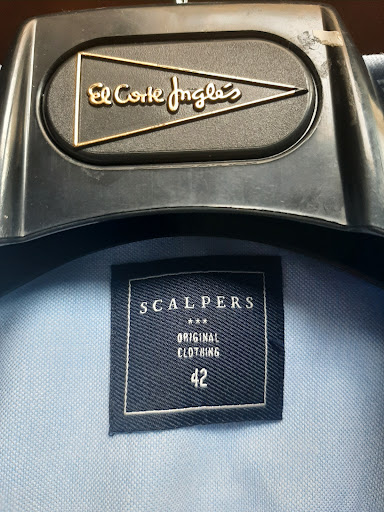 El Corte Inglés
SCALPERS
***
ORIGINAL
CLOTHING
42